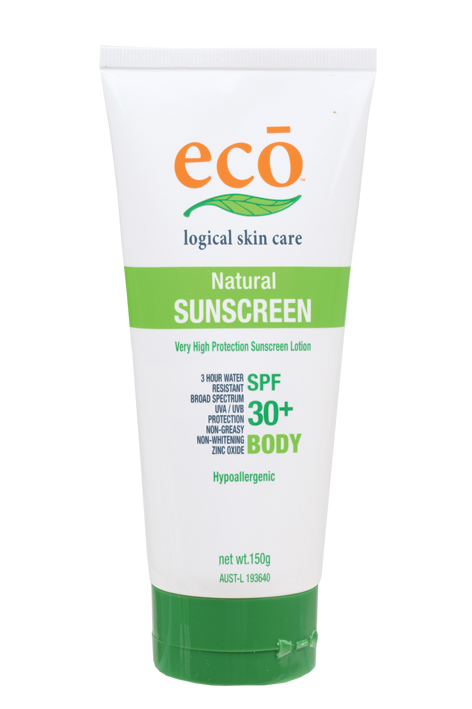 ecō™
logical skin care
Natural
SUNSCREEN
Very High Protection Sunscreen Lotion
3 HOUR WATER
RESISTANT
BROAD SPECTRUM
UVA / UVB
PROTECTION
NON-GREASY
NON-WHITENING
ZINC OXIDE
SPF
30+
BODY
Hypoallergenic
net wt.150g
AUST-L 193640